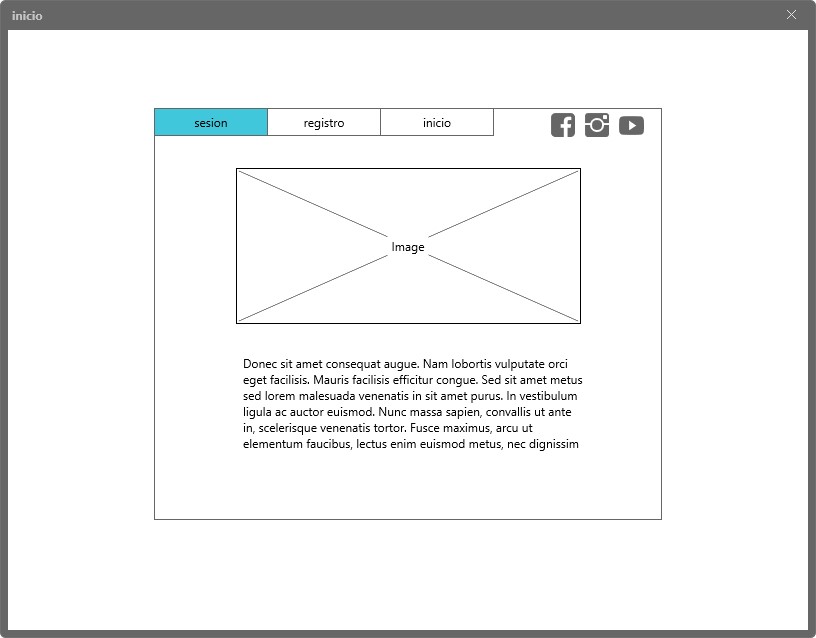 inicio
sesion
registro
inicio
Image
Donec sit amet consequat augue. Nam lobortis vulputate orci
eget facilisis. Mauris facilisis efficitur congue. Sed sit amet metus
sed lorem malesuada venenatis in sit amet purus. In vestibulum
ligula ac auctor euismod. Nunc massa sapien, convallis ut ante
in, scelerisque venenatis tortor. Fusce maximus, arcu ut
elementum faucibus, lectus enim euismod metus, nec dignissim